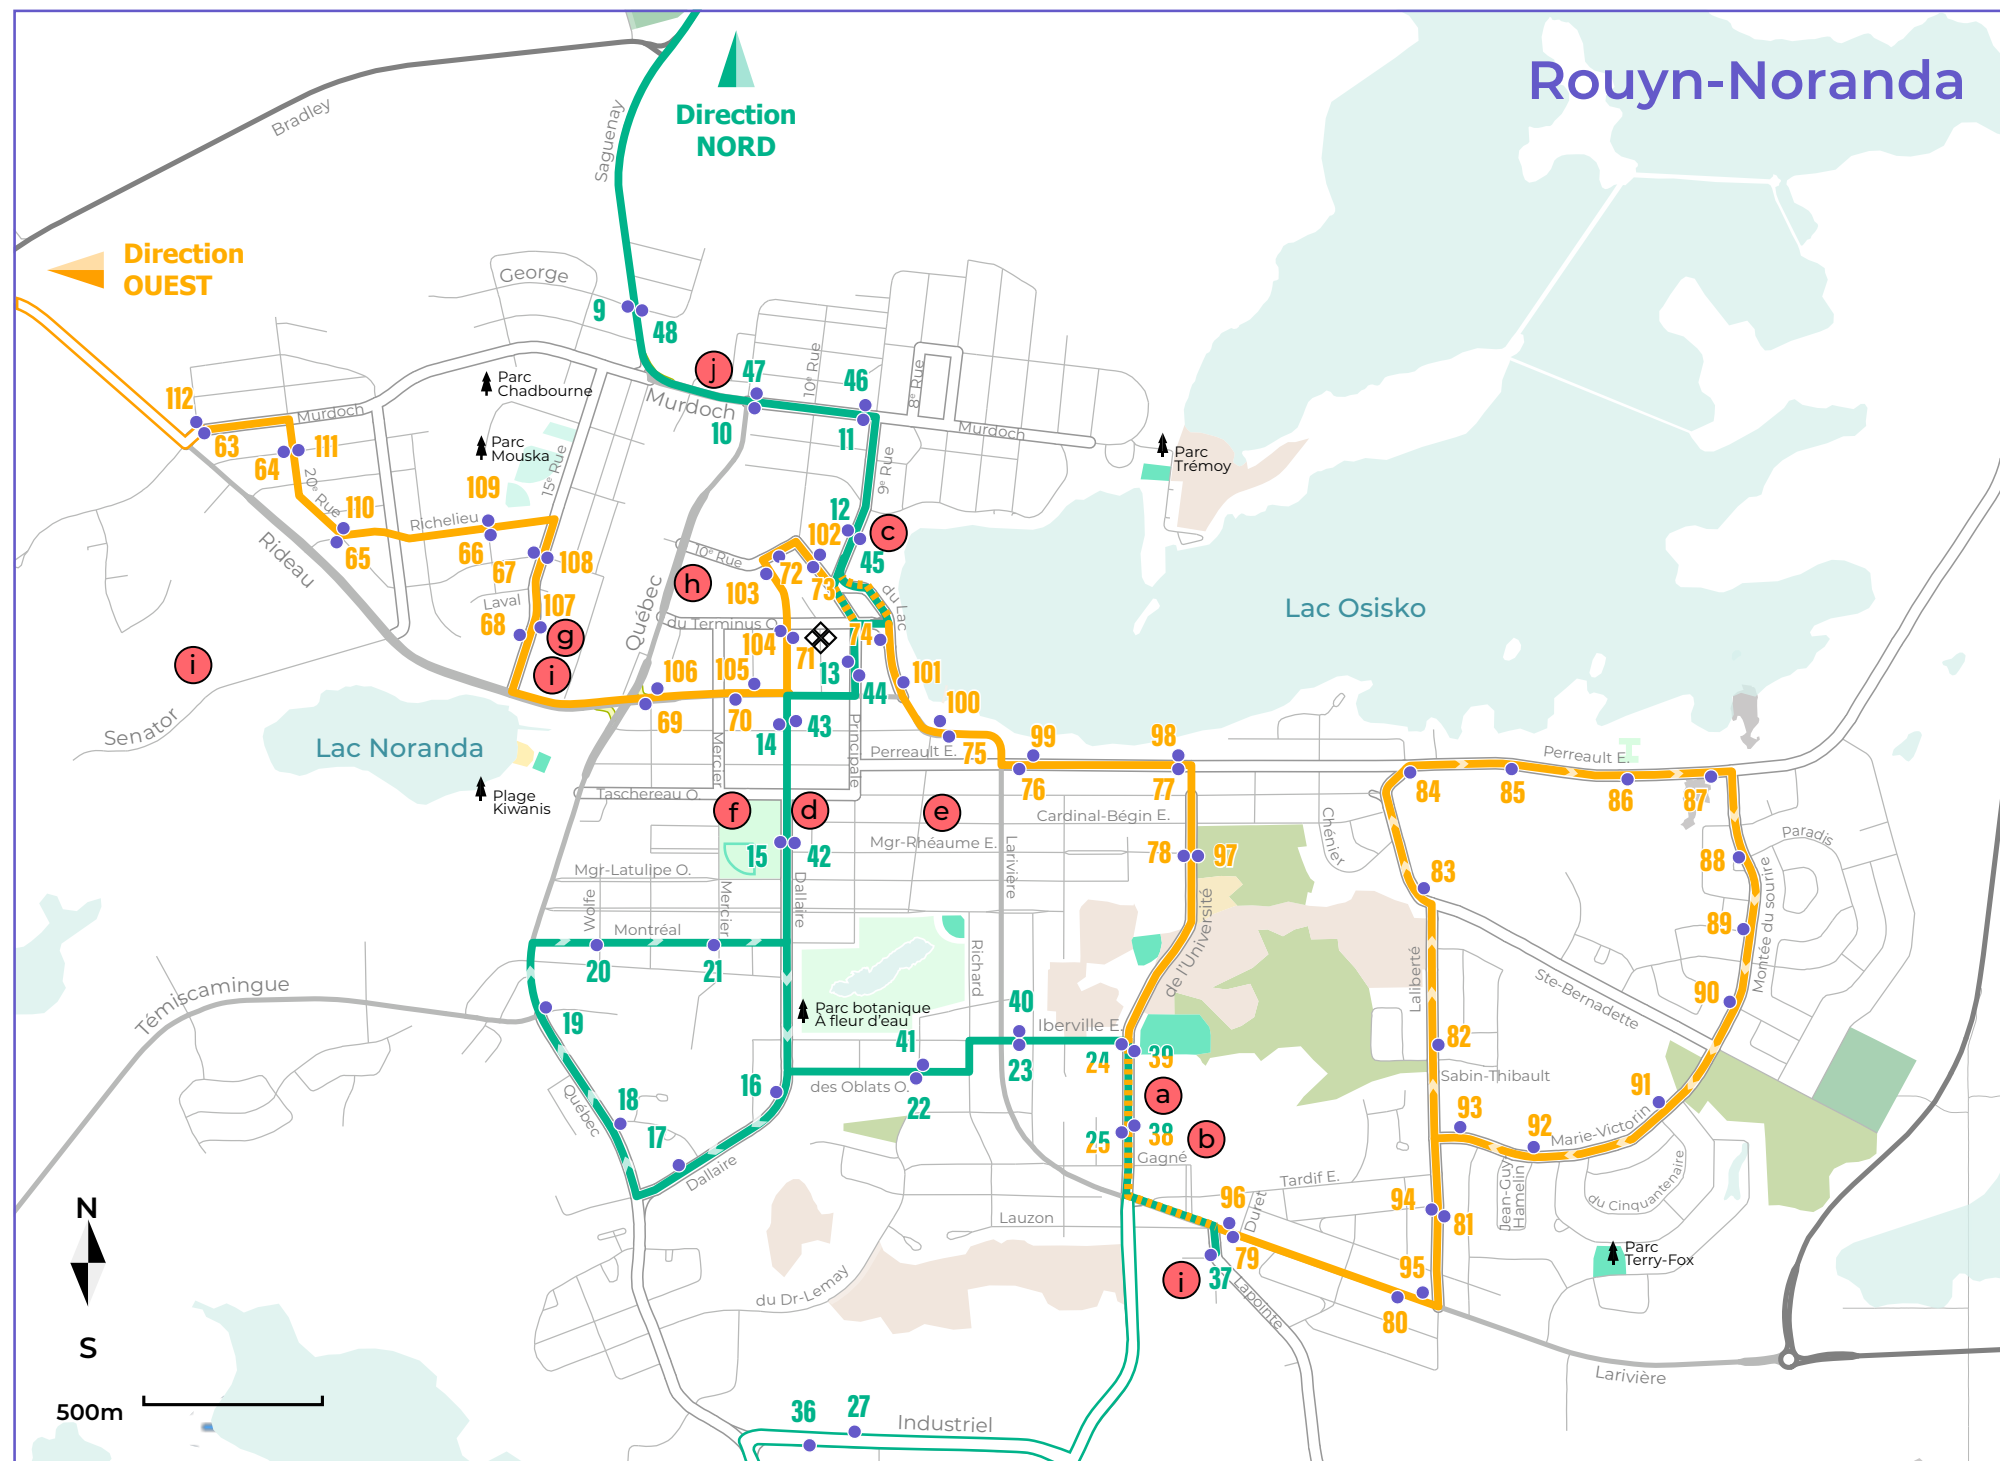 Rouyn-Noranda
Direction
NORD
Direction
OUEST
Bradley
Saguenay
George
9
48
j
47
46
10
11
Murdoch
10e Rue
8e Rue
Murdoch
9e Rue
112
63
64
111
Murdoch
20e Rue
Parc
Chadbourne
Parc
Mouska
15e Rue
Parc
Trémoy
109
110
65
Richelieu
66
67
108
Rideau
Laval
107
68
g
i
i
Senator
Québec
10e Rue
h
12
102
c
45
72
73
103
du Lac
du Terminus O.
104
71
74
13
44
101
100
106
105
69
70
14
43
Mercier
Principale
Perreault E.
75
99
76
98
77
Lac Osisko
Lac Noranda
Plage
Kiwanis
Taschereau O.
f
d
e
Cardinal-Bégin E.
Mgr-Rhéaume E.
Larivière
15
42
78
97
Mgr-Latulipe O.
Wolfe
Mercier
Dallaire
Montréal
20
21
Richard
de l'Université
Chénier
Perreault E.
84
85
86
87
83
88
Paradis
89
Montée du sourire
90
Laliberté
Ste-Bernadette
82
Sabin-Thibault
91
93
92
Marie-Victorin
Jean-Guy-
Hamelin
du Cinquantenaire
Témiscamingue
19
18
17
16
Québec
Dallaire
Parc botanique
À fleur d'eau
41
des Oblats O.
22
40
23
Iberville E.
24
39
39
a
25
38
25
38
b
Gagné
Tardif E.
Duret
96
79
94
81
95
80
Lauzon
37
i
Lapointe
Parc
Terry-Fox
du Dr-Lemay
Larivière
36
27
Industriel
N
S
500m